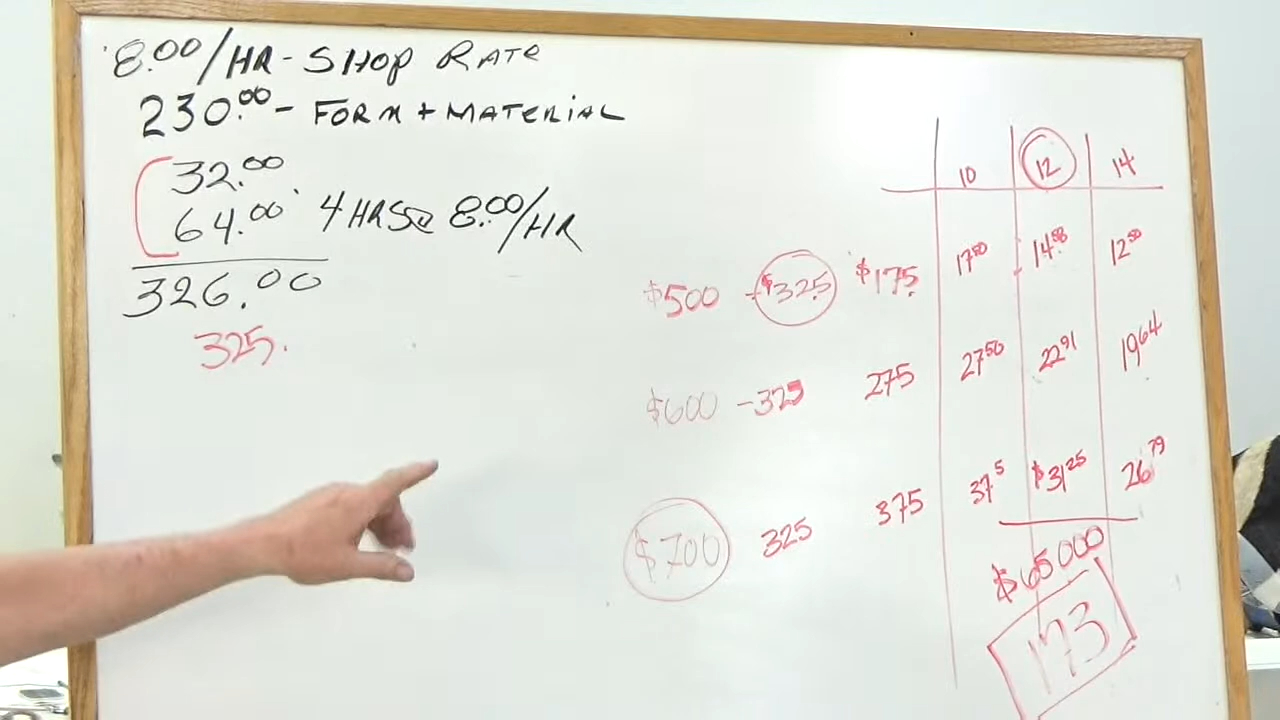 8.00/HR - SHOP RATE
230.00 - FORM + MATERIAL
32.00
64.00 4 HRS @ 8.00/HR
326.00
325.
10 12 14
$500 -$325 $175 17 50 14 58 12 50
$600 -325 275 27 50 22 91 19 64
$700 325 375 37 5 $31 25 26 79
$65000
173